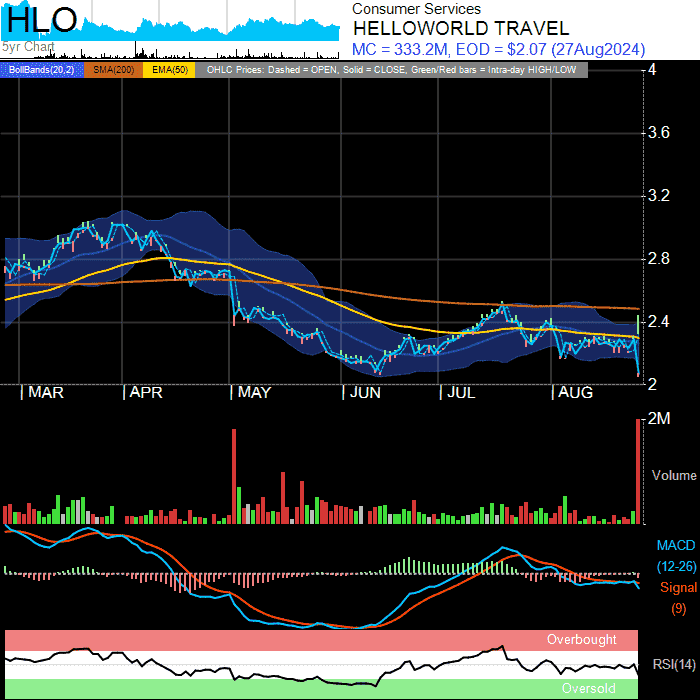 HLO
5yr Chart
Consumer Services
HELLOWORLD TRAVEL
MC = 333.2M, EOD = $2.07 (27Aug2024)
BollBands(20,2) SMA(200) EMA(50) OHLC Prices: Dashed = OPEN, Solid = CLOSE, Green/Red bars = Intra-day HIGH/LOW
4
3.6
3.2
2.8
2.4
2
| MAR | APR | MAY | JUN | JUL | AUG
2M
Volume
MACD
(12-26)
Signal
(9)
Overbought
RSI(14)
Oversold